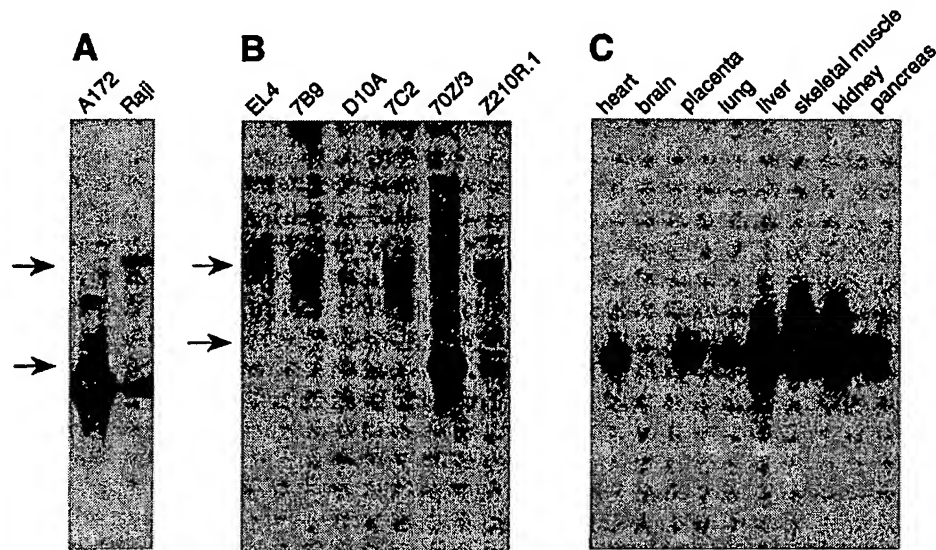 A
A172
Raji
B
EL4
7B9
D10A
7C2
70Z/3
Z210R.1
C
heart
brain
placenta
lung
liver
skeletal muscle
kidney
pancreas